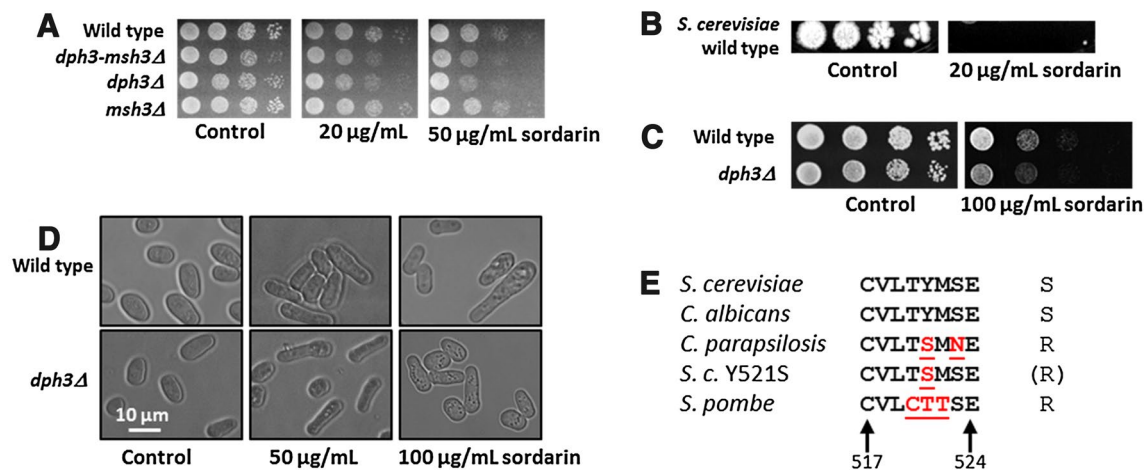 A
Wild type
dph3-msh3Δ
dph3Δ
msh3Δ
Control
20 µg/mL
50 µg/mL sordarin
B
S. cerevisiae
wild type
Control
20 µg/mL sordarin
C
Wild type
dph3Δ
Control
100 µg/mL sordarin
D
Wild type
dph3Δ
10 µm
Control
50 µg/mL
100 µg/mL sordarin
E
S. cerevisiae CVLTYMSE S
C. albicans CVLTYMSE S
C. parapsilosis CVLTSMNE R
S. c. Y521S CVLTSMSE (R)
S. pombe CVLCTTSE R
517 524